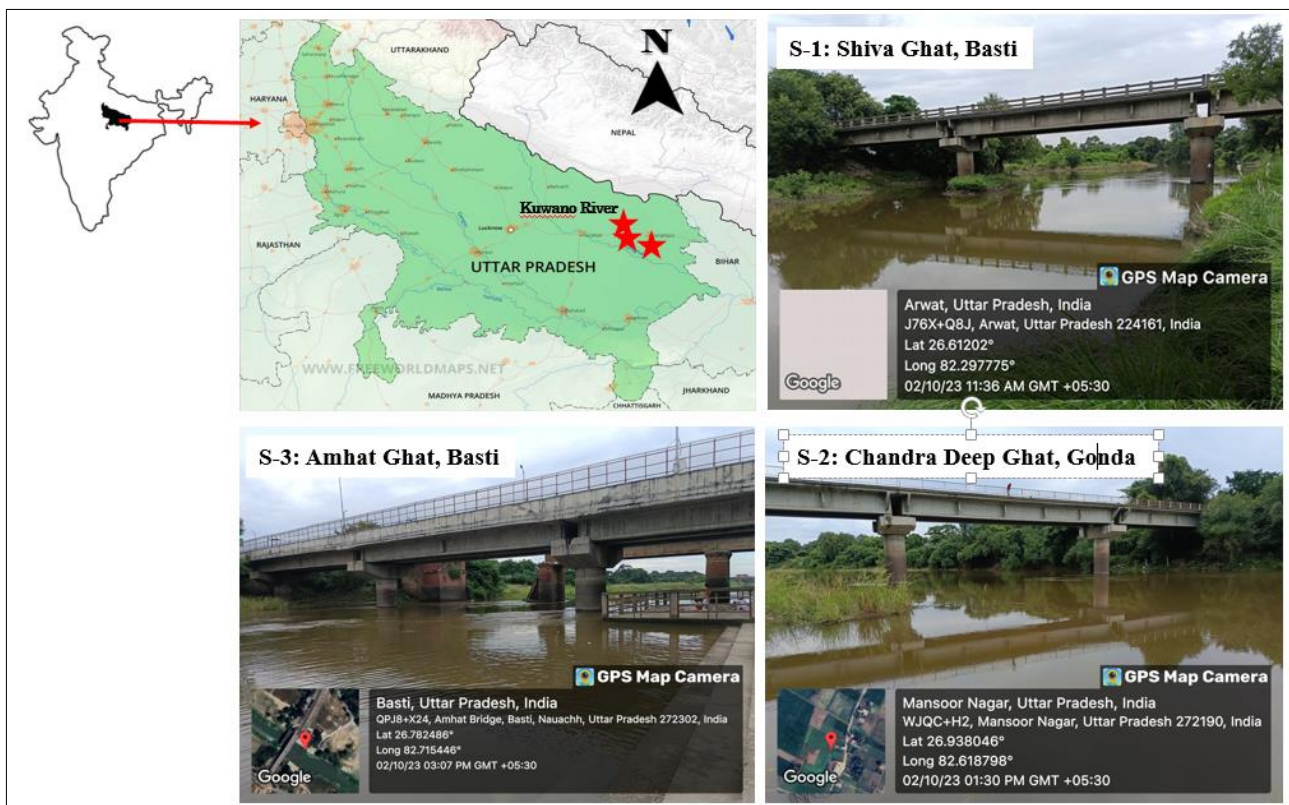 N
UTTARAKHAND
HARYANA
NEPAL
Kuwano River
Lucknow
RAJASTHAN
UTTAR PRADESH
BIHAR
WWW.FREEWORLDMAPS.NET
MADHYA PRADESH
JHARKHAND
CHHATTISGARH
S-1: Shiva Ghat, Basti
GPS Map Camera
Arwat, Uttar Pradesh, India
J76X+Q8J, Arwat, Uttar Pradesh 224161, India
Lat 26.61202°
Long 82.297775°
02/10/23 11:36 AM GMT +05:30
Google
S-3: Amhat Ghat, Basti
GPS Map Camera
Basti, Uttar Pradesh, India
QPJ8+X24, Amhat Bridge, Basti, Nauachh, Uttar Pradesh 272302, India
Lat 26.782486°
Long 82.715446°
02/10/23 03:07 PM GMT +05:30
Google
S-2: Chandra Deep Ghat, Gonda
GPS Map Camera
Mansoor Nagar, Uttar Pradesh, India
WJQC+H2, Mansoor Nagar, Uttar Pradesh 272190, India
Lat 26.938046°
Long 82.618798°
02/10/23 01:30 PM GMT +05:30
Google